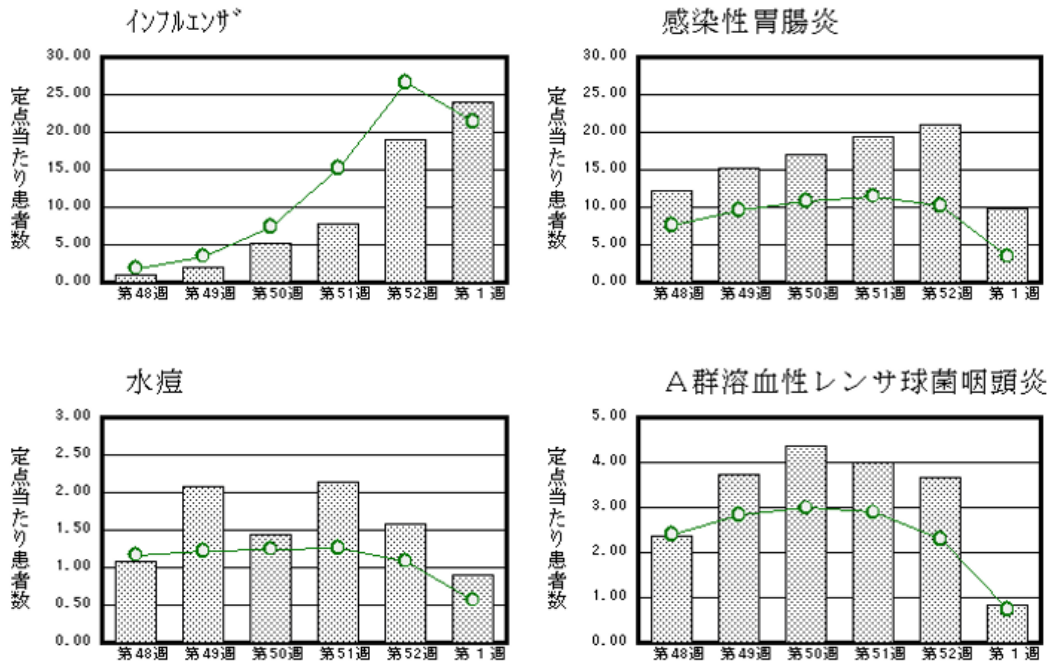 インフルエンザ
30.00
25.00
20.00
15.00
10.00
5.00
0.00
定点当たり患者数
第48週 第49週 第50週 第51週 第52週 第 1 週
感染性胃腸炎
30.00
25.00
20.00
15.00
10.00
5.00
0.00
定点当たり患者数
第48週 第49週 第50週 第51週 第52週 第 1 週
水痘
3.00
2.50
2.00
1.50
1.00
0.50
0.00
定点当たり患者数
第48週 第49週 第50週 第51週 第52週 第 1 週
A群溶血性レンサ球菌咽頭炎
5.00
4.00
3.00
2.00
1.00
0.00
定点当たり患者数
第48週 第49週 第50週 第51週 第52週 第 1 週